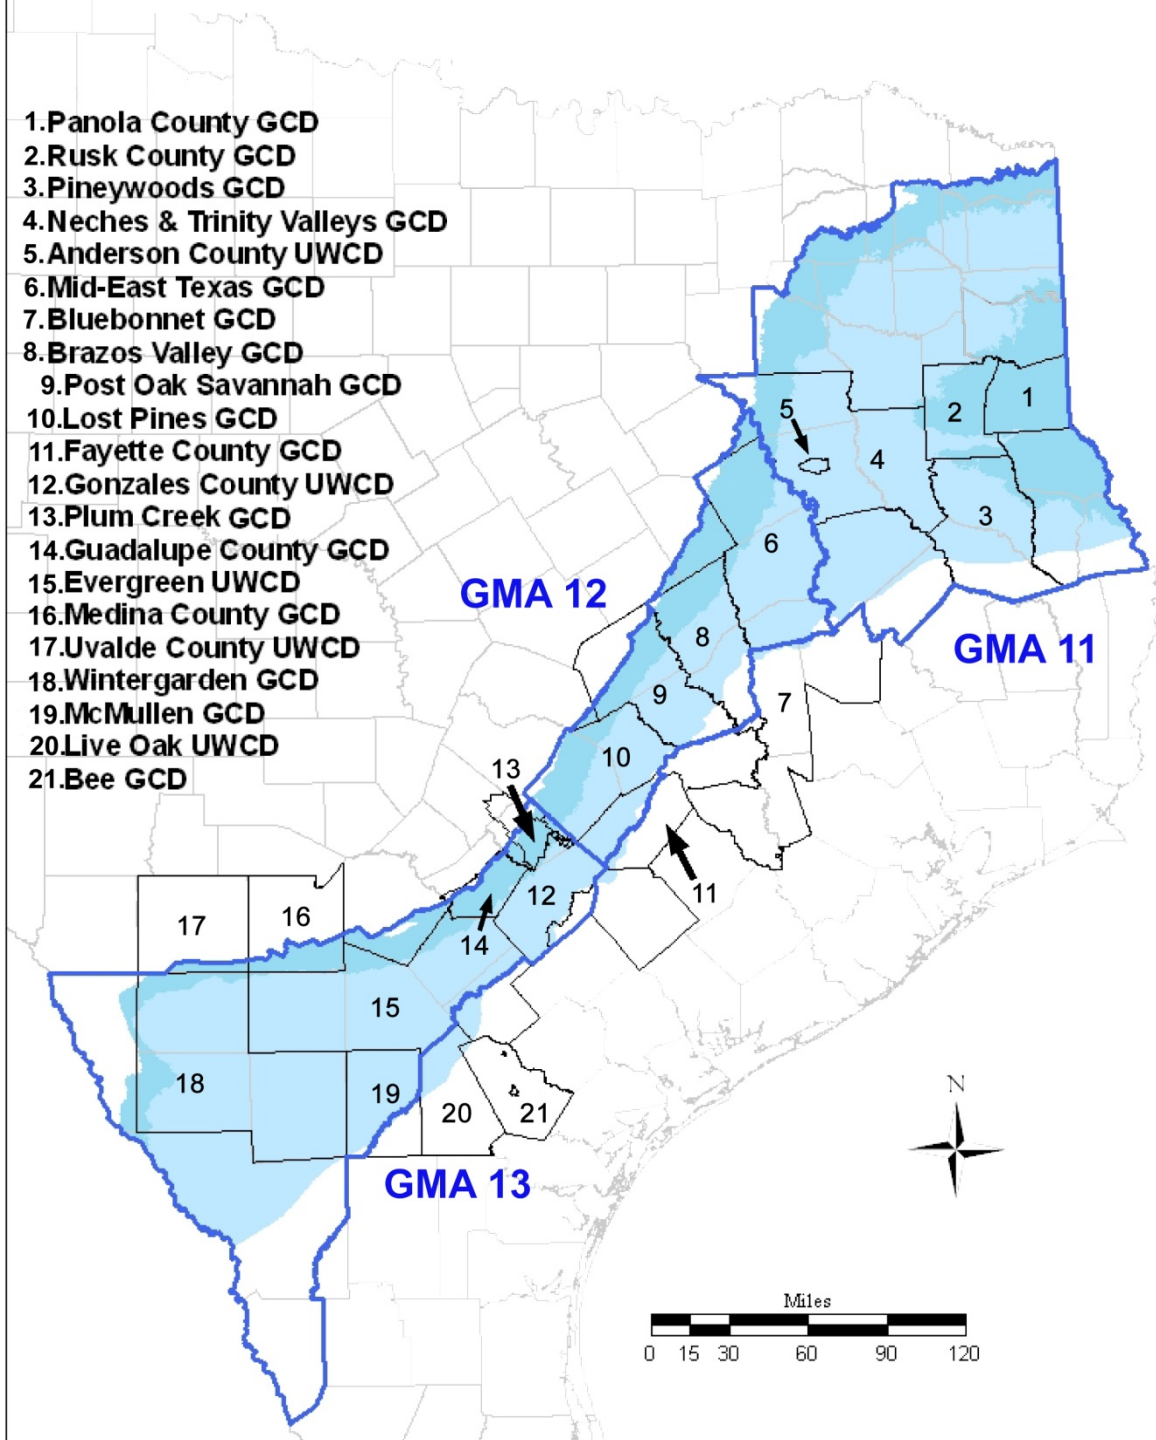 1.Panola County GCD
2.Rusk County GCD
3.Pineywoods GCD
4.Neches & Trinity Valleys GCD
5.Anderson County UWCD
6.Mid-East Texas GCD
7.Bluebonnet GCD
8.Brazos Valley GCD
9.Post Oak Savannah GCD
10.Lost Pines GCD
11.Fayette County GCD
12.Gonzales County UWCD
13.Plum Creek GCD
14.Guadalupe County GCD
15.Evergreen UWCD
16.Medina County GCD
17.Uvalde County UWCD
18.Wintergarden GCD
19.McMullen GCD
20.Live Oak UWCD
21.Bee GCD
1
5
2
4
3
6
GMA 12
8
GMA 11
9
7
10
13
12
11
16
17
14
15
18
19
20
21
N
GMA 13
Miles
0 15 30 60 90 120